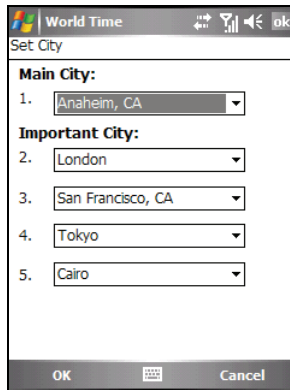 World Time ok
Set City
Main City:
1. Anaheim, CA
Important City:
2. London
3. San Francisco, CA
4. Tokyo
5. Cairo
OK Cancel